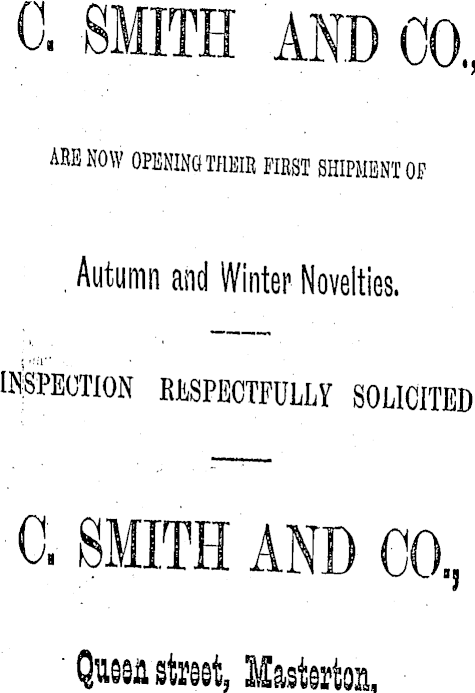 C. SMITH AND CO.,
ARE NOW OPENING THEIR FIRST SHIPMENT OF
Autumn and Winter Novelties.
INSPECTION RESPECTFULLY SOLICITED
C. SMITH AND CO.,
Queen street, Masterton.